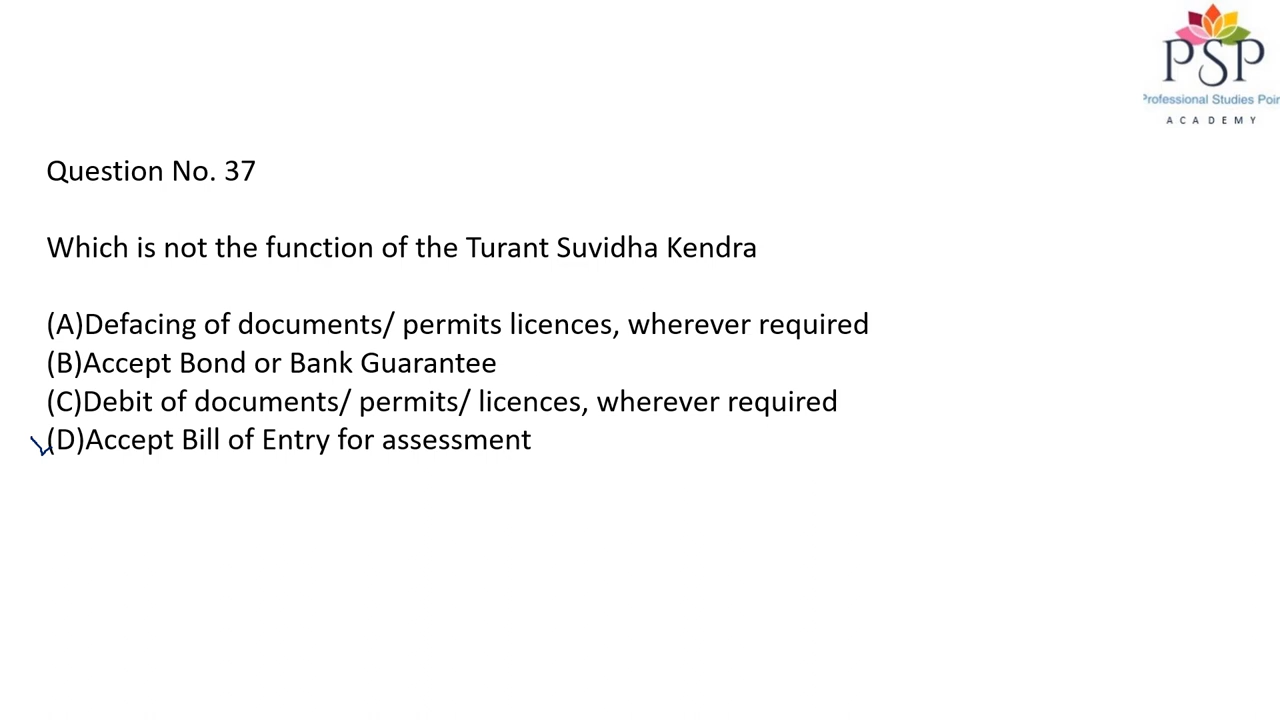 PSP
Professional Studies Poin
ACADEMY
Question No. 37
Which is not the function of the Turant Suvidha Kendra
(A)Defacing of documents/ permits licences, wherever required
(B)Accept Bond or Bank Guarantee
(C)Debit of documents/ permits/ licences, wherever required
(D)Accept Bill of Entry for assessment